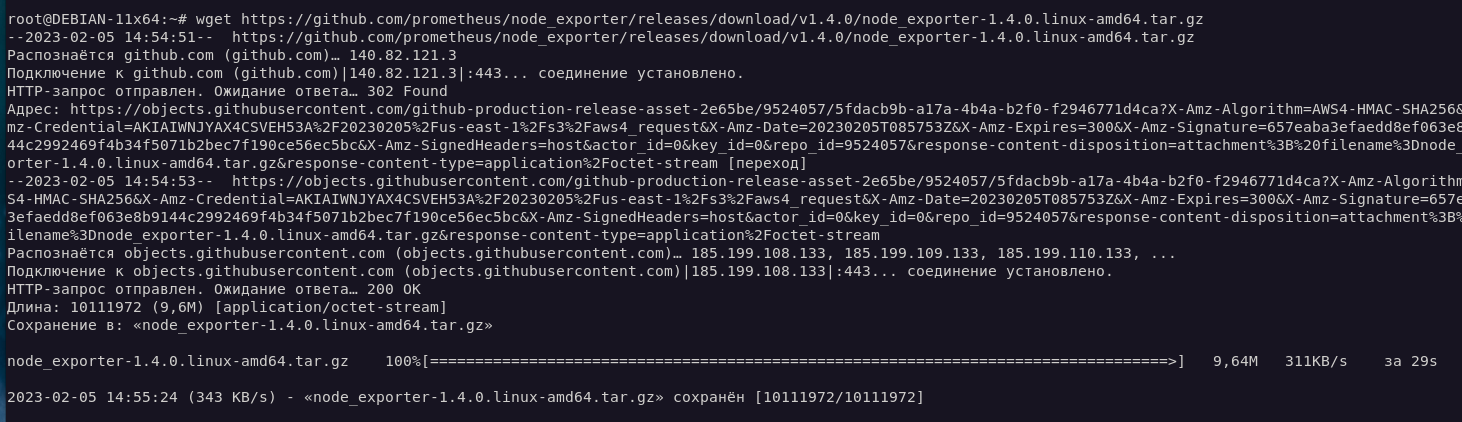 root@DEBIAN-11x64:~# wget https://github.com/prometheus/node_exporter/releases/download/v1.4.0/node_exporter-1.4.0.linux-amd64.tar.gz
--2023-02-05 14:54:51--  https://github.com/prometheus/node_exporter/releases/download/v1.4.0/node_exporter-1.4.0.linux-amd64.tar.gz
Распознаётся github.com (github.com)… 140.82.121.3
Подключение к github.com (github.com)|140.82.121.3|:443... соединение установлено.
HTTP-запрос отправлен. Ожидание ответа… 302 Found
Адрес: https://objects.githubusercontent.com/github-production-release-asset-2e65be/9524057/5fdacb9b-a17a-4b4a-b2f0-f2946771d4ca?X-Amz-Algorithm=AWS4-HMAC-SHA256&
mz-Credential=AKIAIWNJYAX4CSVEH53A%2F20230205%2Fus-east-1%2Fs3%2Faws4_request&X-Amz-Date=20230205T085753Z&X-Amz-Expires=300&X-Amz-Signature=657eaba3efaedd8ef063e8
44c2992469f4b34f5071b2bec7f190ce56ec5bc&X-Amz-SignedHeaders=host&actor_id=0&key_id=0&repo_id=9524057&response-content-disposition=attachment%3B%20filename%3Dnode_
orter-1.4.0.linux-amd64.tar.gz&response-content-type=application%2Foctet-stream [переход]
--2023-02-05 14:54:53--  https://objects.githubusercontent.com/github-production-release-asset-2e65be/9524057/5fdacb9b-a17a-4b4a-b2f0-f2946771d4ca?X-Amz-Algorithm
S4-HMAC-SHA256&X-Amz-Credential=AKIAIWNJYAX4CSVEH53A%2F20230205%2Fus-east-1%2Fs3%2Faws4_request&X-Amz-Date=20230205T085753Z&X-Amz-Expires=300&X-Amz-Signature=657e
3efaedd8ef063e8b9144c2992469f4b34f5071b2bec7f190ce56ec5bc&X-Amz-SignedHeaders=host&actor_id=0&key_id=0&repo_id=9524057&response-content-disposition=attachment%3B%
ilename%3Dnode_exporter-1.4.0.linux-amd64.tar.gz&response-content-type=application%2Foctet-stream
Распознаётся objects.githubusercontent.com (objects.githubusercontent.com)… 185.199.108.133, 185.199.109.133, 185.199.110.133, ...
Подключение к objects.githubusercontent.com (objects.githubusercontent.com)|185.199.108.133|:443... соединение установлено.
HTTP-запрос отправлен. Ожидание ответа… 200 OK
Длина: 10111972 (9,6M) [application/octet-stream]
Сохранение в: «node_exporter-1.4.0.linux-amd64.tar.gz»
node_exporter-1.4.0.linux-amd64.tar.gz    100%[==================================================================================>]   9,64M   311KB/s    за 29s
2023-02-05 14:55:24 (343 KB/s) - «node_exporter-1.4.0.linux-amd64.tar.gz» сохранён [10111972/10111972]